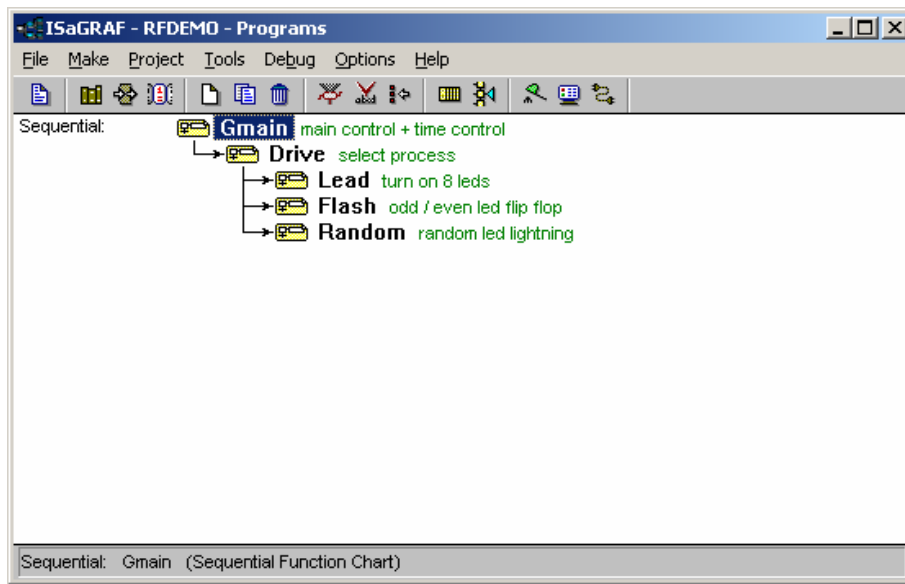 ISaGRAF - RFDEMO - Programs
File Make Project Tools Debug Options Help
Sequential: Gmain main control + time control
Drive select process
Lead turn on 8 leds
Flash odd / even led flip flop
Random random led lightning
Sequential: Gmain (Sequential Function Chart)